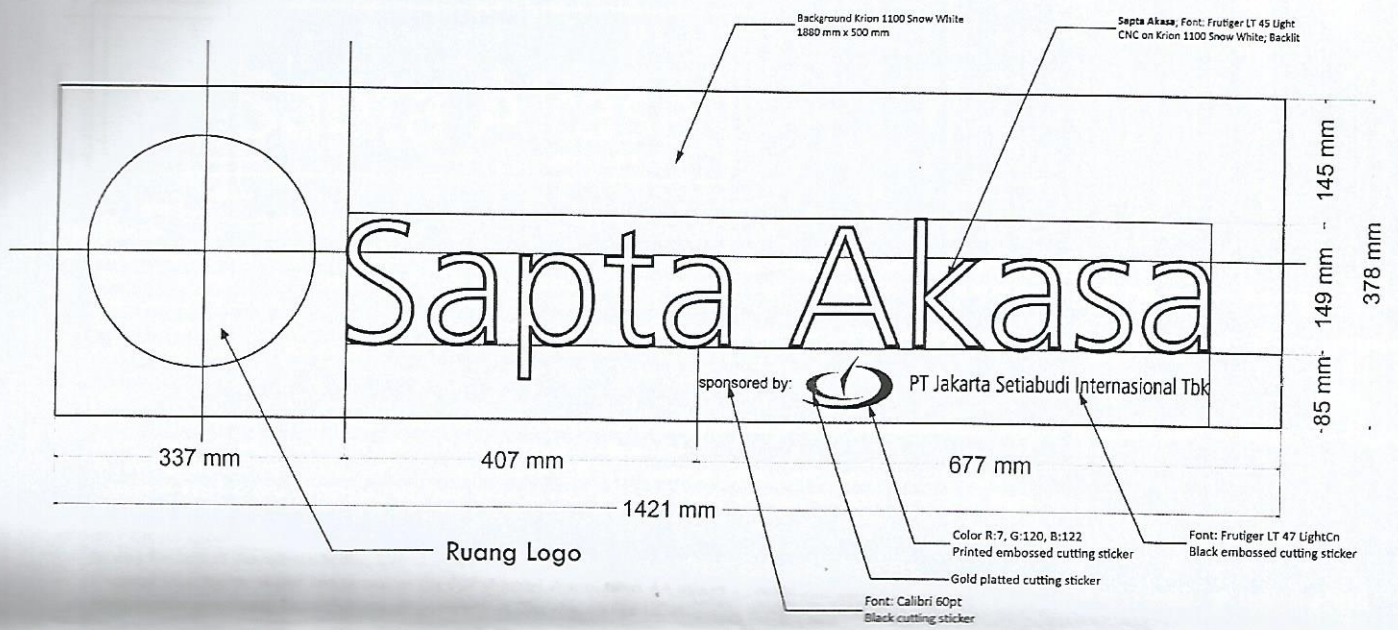 Background Krion 1100 Snow White
1880 mm x 500 mm
Sapta Akasa; Font: Frutiger LT 45 Light
CNC on Krion 1100 Snow White; Backlit
145 mm
149 mm
378 mm
85 mm
Sapta Akasa
sponsored by:
PT Jakarta Setiabudi Internasional Tbk
337 mm
407 mm
677 mm
1421 mm
Ruang Logo
Color R:7, G:120, B:122
Printed embossed cutting sticker
Font: Frutiger LT 47 LightCn
Black embossed cutting sticker
Gold platted cutting sticker
Font: Calibri 60pt
Black cutting sticker